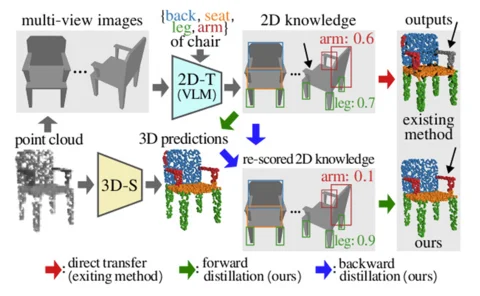 multi-view images
{back, seat,
leg, arm}
of chair
2D knowledge
outputs
2D-T
(VLM)
arm: 0.6
leg: 0.7
existing
method
point cloud
3D predictions
re-scored 2D knowledge
3D-S
arm: 0.1
leg: 0.9
ours
: direct transfer
(exiting method)
: forward
distillation (ours)
: backward
distillation (ours)